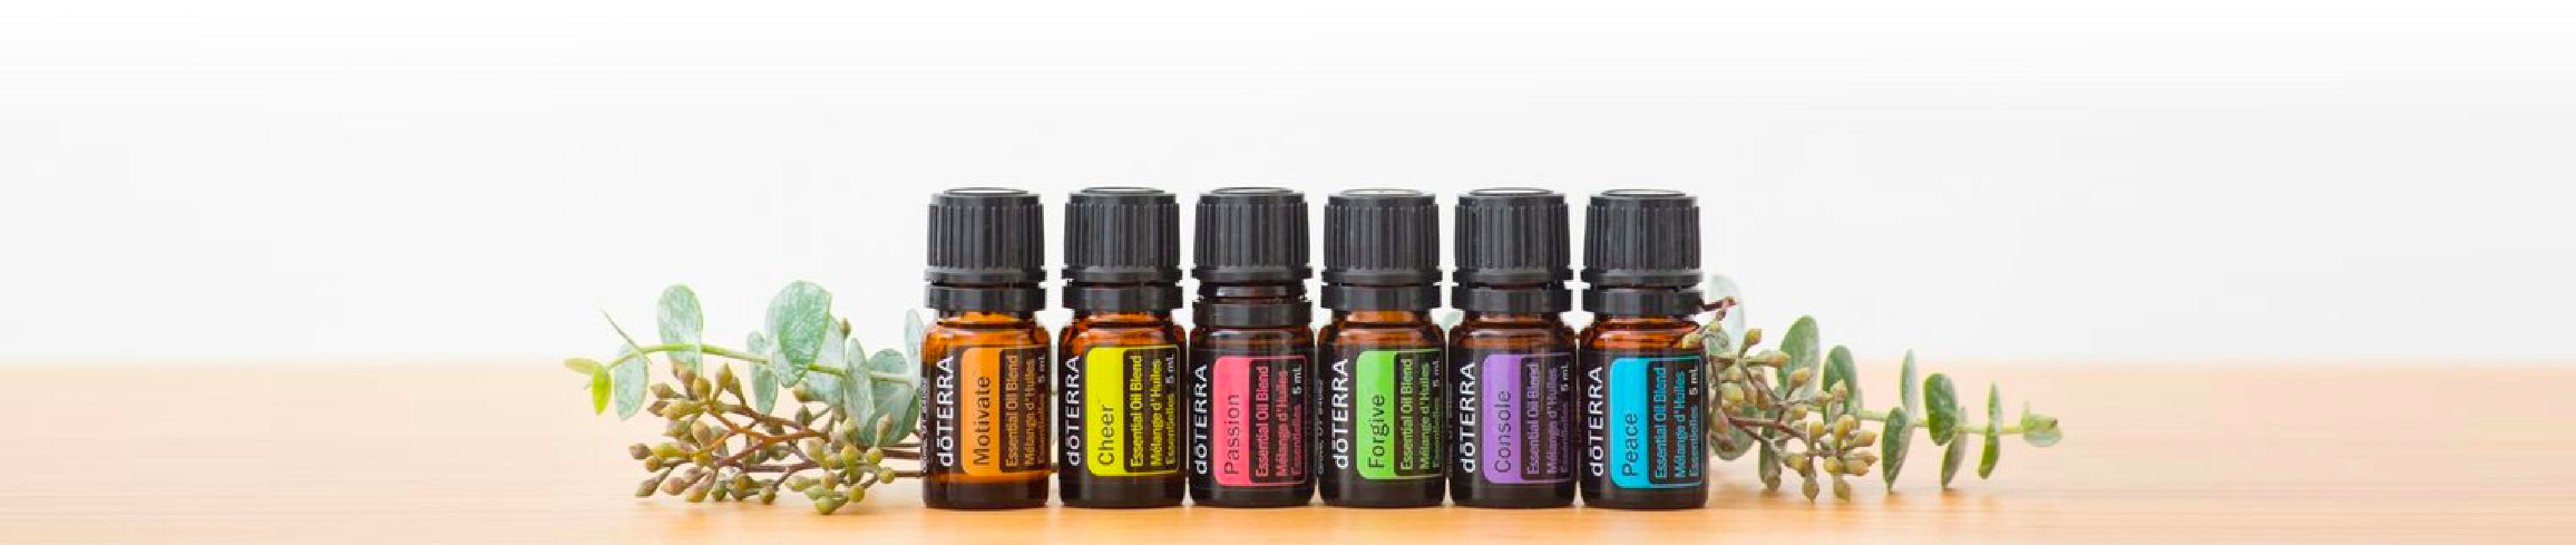 dōTERRA
Motivate
Essential Oil Blend
Mélange d'Huiles
Essentielles 5 mL
dōTERRA
Cheer
Essential Oil Blend
Mélange d'Huiles
Essentielles 5 mL
dōTERRA
Passion
Essential Oil Blend
Mélange d'Huiles
Essentielles 5 mL
dōTERRA
Forgive
Essential Oil Blend
Mélange d'Huiles
Essentielles 5 mL
dōTERRA
Console
Essential Oil Blend
Mélange d'Huiles
Essentielles 5 mL
dōTERRA
Peace
Essential Oil Blend
Mélange d'Huiles
Essentielles 5 mL